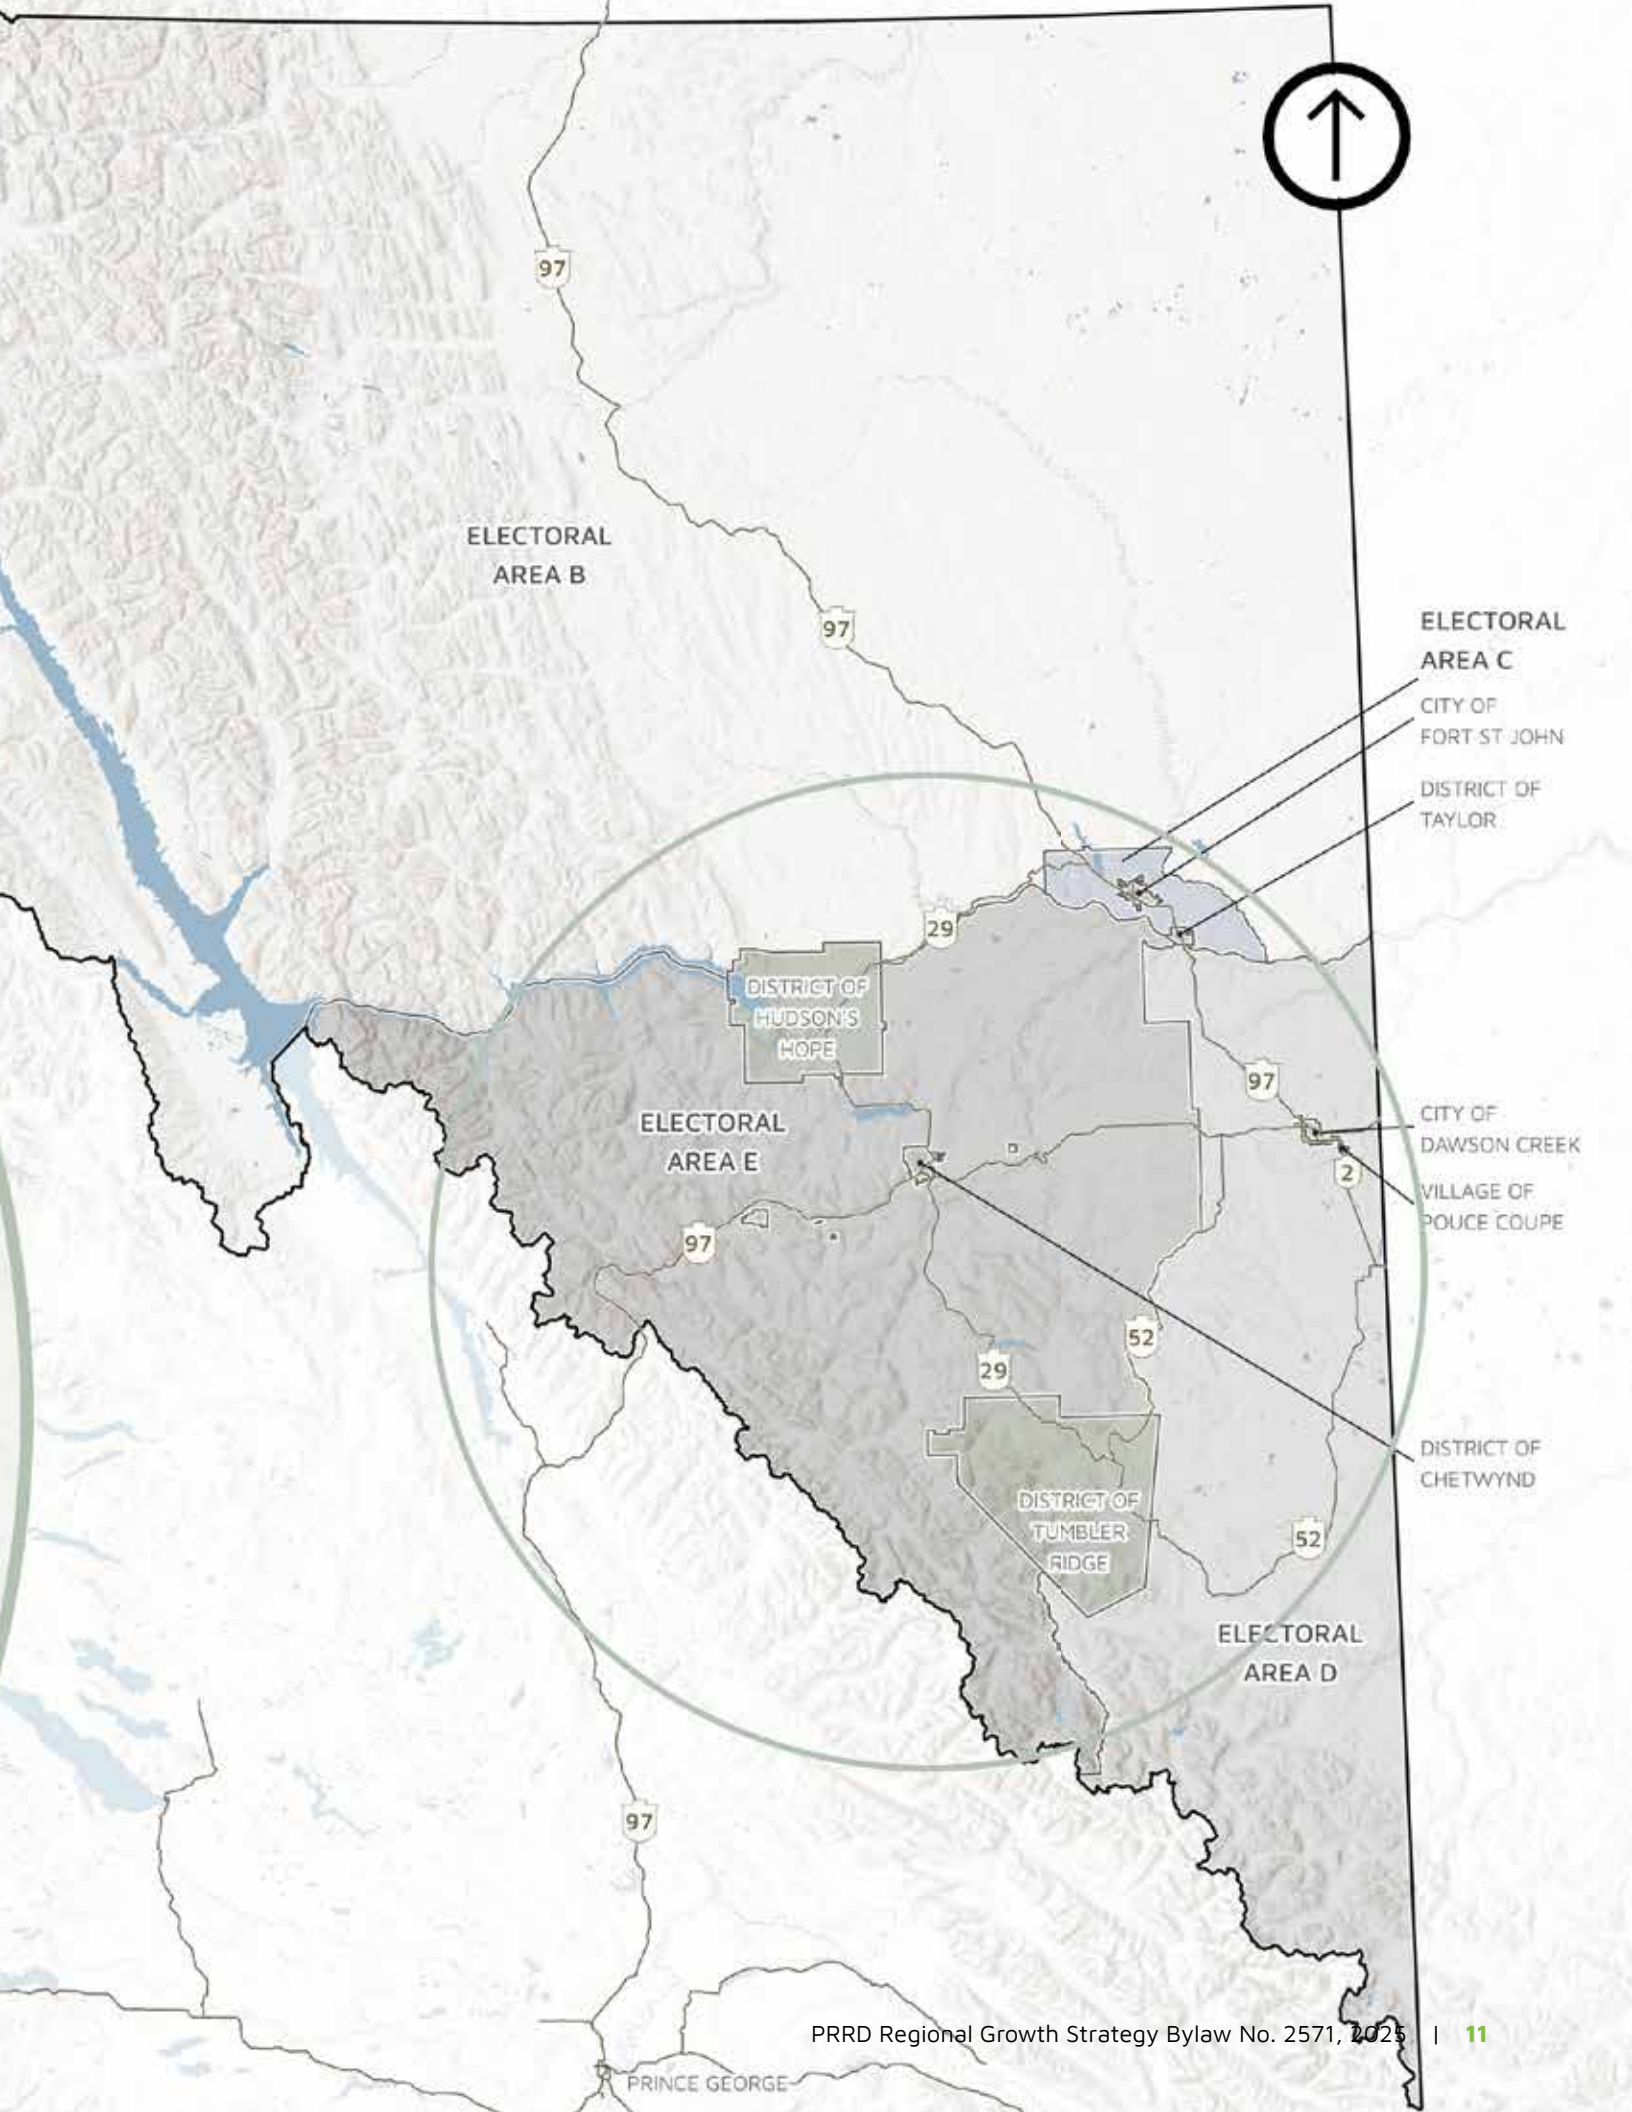 97
ELECTORAL
AREA B
97
ELECTORAL
AREA C
CITY OF
FORT ST JOHN
DISTRICT OF
TAYLOR
29
DISTRICT OF
HUDSON'S
HOPE
97
ELECTORAL
AREA E
CITY OF
DAWSON CREEK
2
VILLAGE OF
POUCE COUPE
97
52
29
DISTRICT OF
CHETWYND
DISTRICT OF
TUMBLER
RIDGE
52
ELECTORAL
AREA D
97
PRRD Regional Growth Strategy Bylaw No. 2571, 2025 | 11
PRINCE GEORGE